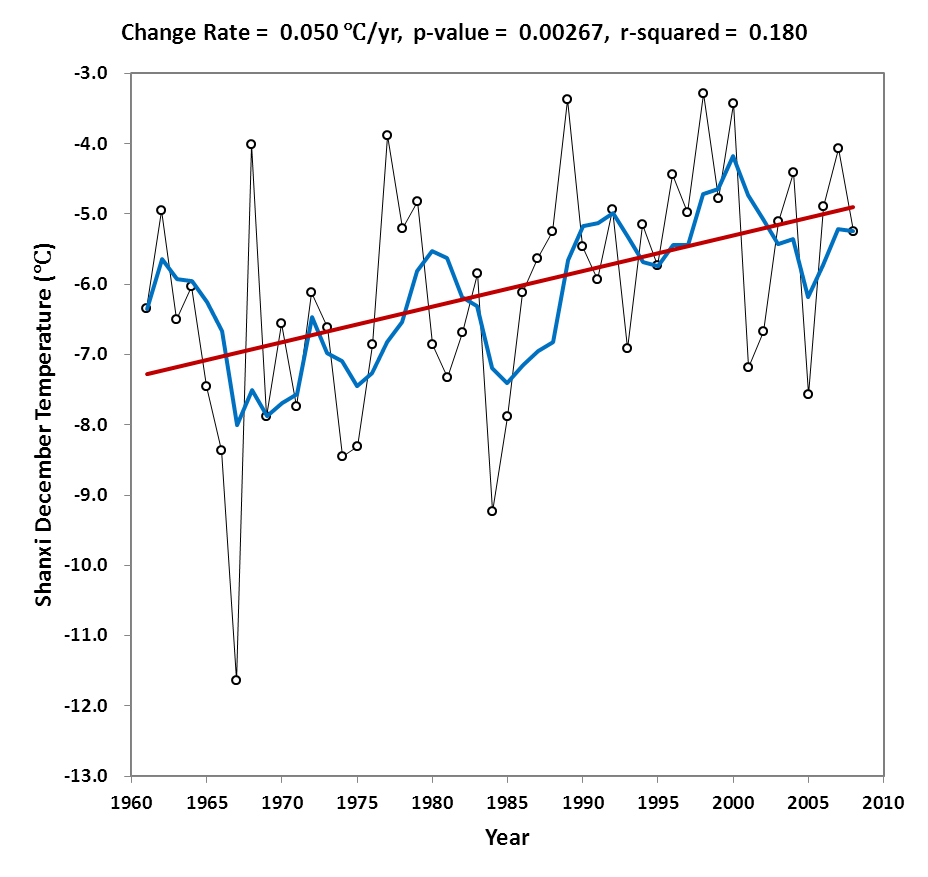 Change Rate = 0.050 ℃/yr, p-value = 0.00267, r-squared = 0.180
Shanxi December Temperature (℃)
-3.0
-4.0
-5.0
-6.0
-7.0
-8.0
-9.0
-10.0
-11.0
-12.0
-13.0
1960 1965 1970 1975 1980 1985 1990 1995 2000 2005 2010
Year